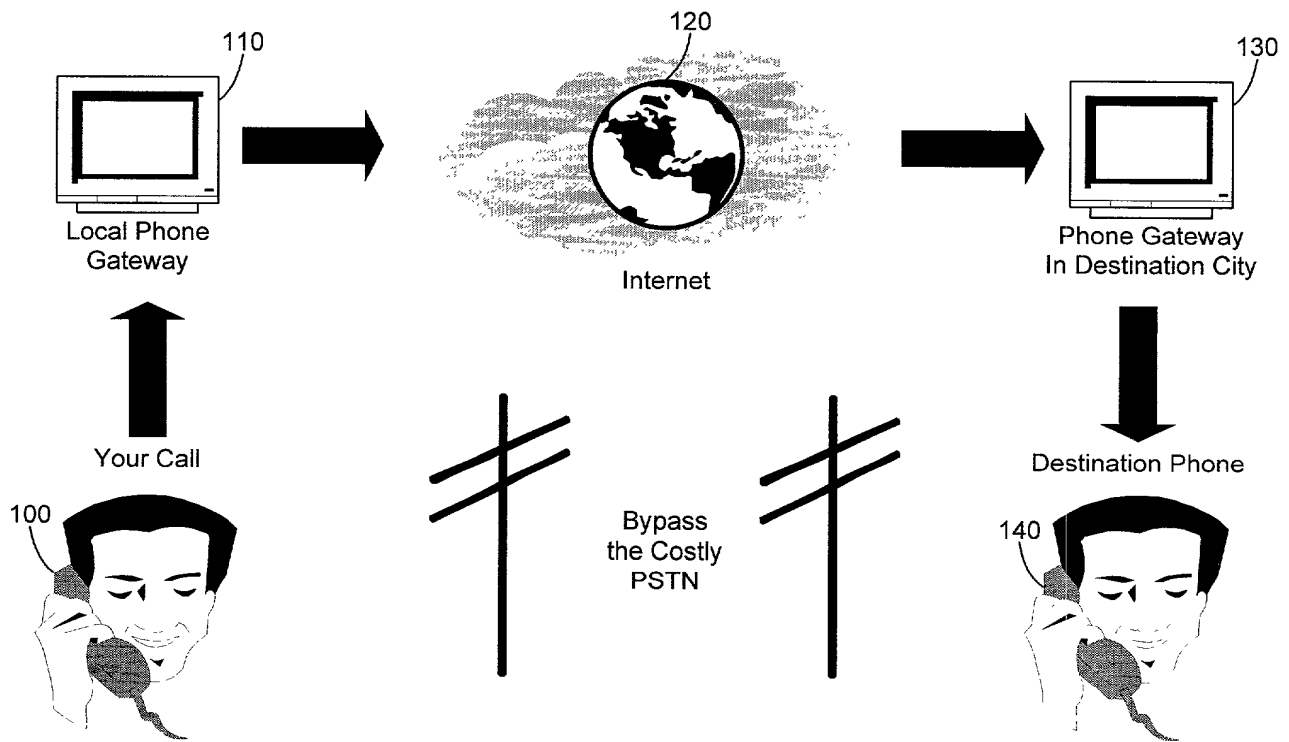 110
120
130
Local Phone
Gateway
Internet
Phone Gateway
In Destination City
Your Call
Destination Phone
100
Bypass
the Costly
PSTN
140